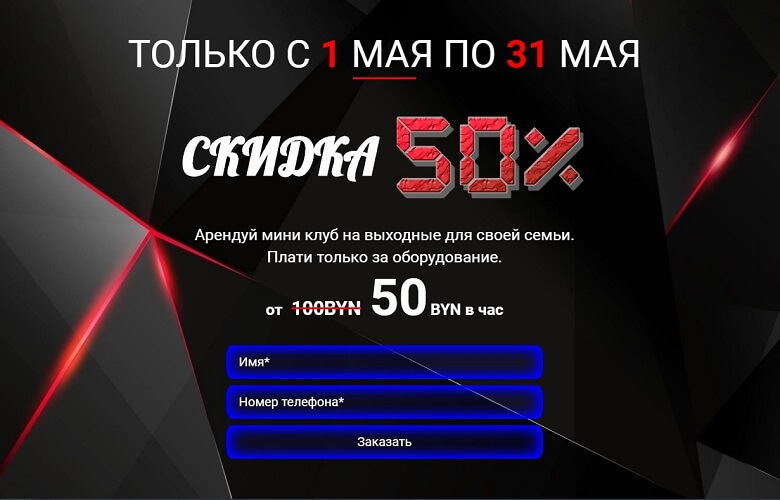 ТОЛЬКО С 1 МАЯ ПО 31 МАЯ
СКИДКА 50%
Арендуй мини клуб на выходные для своей семьи.
Плати только за оборудование.
от 100BYN 50 BYN в час
Имя*
Номер телефона*
Заказать